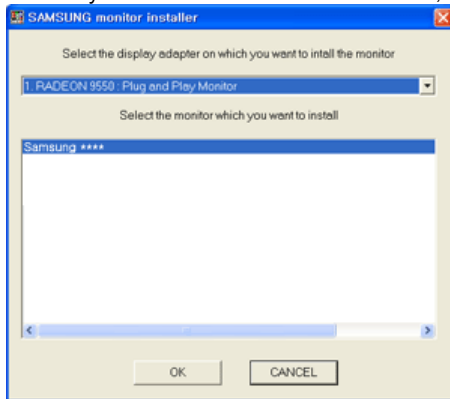 SAMSUNG monitor installer
Select the display adapter on which you want to intall the monitor
1. RADEON 9550 : Plug and Play Monitor
Select the monitor which you want to install
Samsung ****
OK CANCEL